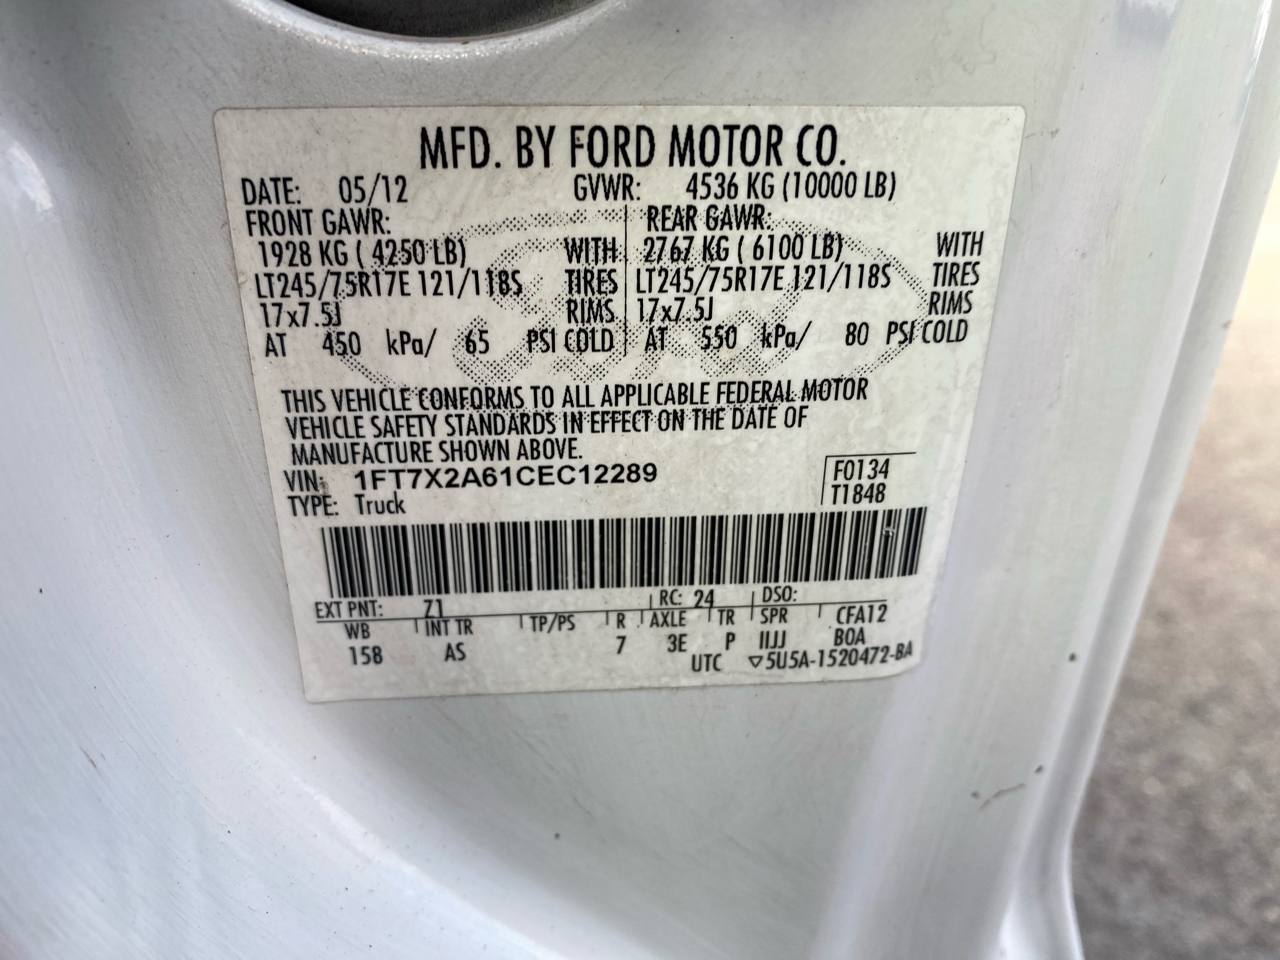 MFD. BY FORD MOTOR CO.
DATE: 05/12 GVWR: 4536 KG (10000 LB)
FRONT GAWR: REAR GAWR:
1928 KG ( 4250 LB) WITH 2767 KG ( 6100 LB) WITH
LT245/75R17E 121/118S TIRES LT245/75R17E 121/118S TIRES
17x7.5J RIMS 17x7.5J RIMS
AT 450 kPa/ 65 PSI COLD AT 550 kPa/ 80 PSI COLD
THIS VEHICLE CONFORMS TO ALL APPLICABLE FEDERAL MOTOR
VEHICLE SAFETY STANDARDS IN EFFECT ON THE DATE OF
MANUFACTURE SHOWN ABOVE.
VIN: 1FT7X2A61CEC12289 F0134
TYPE: Truck T1848
EXT PNT: Z1 RC: 24 DSO:
WB INT TR TP/PS R AXLE TR SPR CFA12
158 AS 7 3E P IIJJ BOA
UTC ▽5U5A-1520472-BA